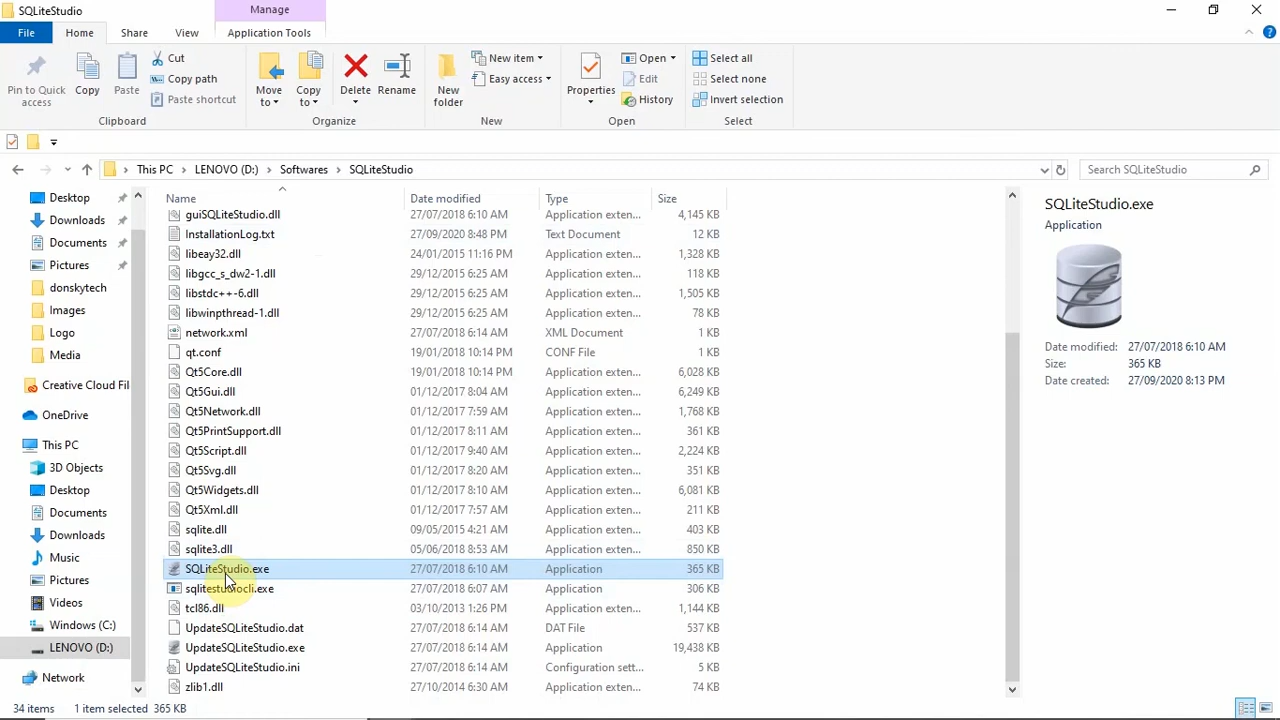 SQLiteStudio
Manage
File
Home
Share
View
Application Tools
Pin to Quick
access
Copy
Paste
Cut
Copy path
Paste shortcut
Clipboard
Move
to
Copy
to
Delete
Rename
Organize
New
folder
New item
Easy access
New
Properties
Open
Edit
History
Open
Select all
Select none
Invert selection
Select
This PC
LENOVO (D:)
Softwares
SQLiteStudio
Search SQLiteStudio
Desktop
Downloads
Documents
Pictures
donskytech
Images
Logo
Media
Creative Cloud Fil
OneDrive
This PC
3D Objects
Desktop
Documents
Downloads
Music
Pictures
Videos
Windows (C:)
LENOVO (D:)
Network
Name Date modified Type Size
guiSQLiteStudio.dll 27/07/2018 6:10 AM Application exten... 4,145 KB
InstallationLog.txt 27/09/2020 8:48 PM Text Document 12 KB
libeay32.dll 24/01/2015 11:16 PM Application exten... 1,328 KB
libgcc_s_dw2-1.dll 29/12/2015 6:25 AM Application exten... 118 KB
libstdc++-6.dll 29/12/2015 6:25 AM Application exten... 1,505 KB
libwinpthread-1.dll 29/12/2015 6:25 AM Application exten... 78 KB
network.xml 27/07/2018 6:14 AM XML Document 1 KB
qt.conf 19/01/2018 10:14 PM CONF File 1 KB
Qt5Core.dll 19/01/2018 10:14 PM Application exten... 6,028 KB
Qt5Gui.dll 01/12/2017 8:04 AM Application exten... 6,249 KB
Qt5Network.dll 01/12/2017 7:59 AM Application exten... 1,768 KB
Qt5PrintSupport.dll 01/12/2017 8:11 AM Application exten... 361 KB
Qt5Script.dll 01/12/2017 9:40 AM Application exten... 2,224 KB
Qt5Svg.dll 01/12/2017 8:20 AM Application exten... 351 KB
Qt5Widgets.dll 01/12/2017 8:10 AM Application exten... 6,081 KB
Qt5Xml.dll 01/12/2017 7:57 AM Application exten... 211 KB
sqlite.dll 09/05/2015 4:21 AM Application exten... 403 KB
sqlite3.dll 05/06/2018 8:53 AM Application exten... 850 KB
SQLiteStudio.exe 27/07/2018 6:10 AM Application 365 KB
sqlitestudiocli.exe 27/07/2018 6:07 AM Application 306 KB
tcl86.dll 03/10/2013 1:26 PM Application exten... 1,144 KB
UpdateSQLiteStudio.dat 27/07/2018 6:14 AM DAT File 537 KB
UpdateSQLiteStudio.exe 27/07/2018 6:14 AM Application 19,438 KB
UpdateSQLiteStudio.ini 27/07/2018 6:14 AM Configuration sett... 5 KB
zlib1.dll 27/10/2014 6:30 AM Application exten... 74 KB
SQLiteStudio.exe
Application
Date modified: 27/07/2018 6:10 AM
Size: 365 KB
Date created: 27/09/2020 8:13 PM
34 items 1 item selected 365 KB